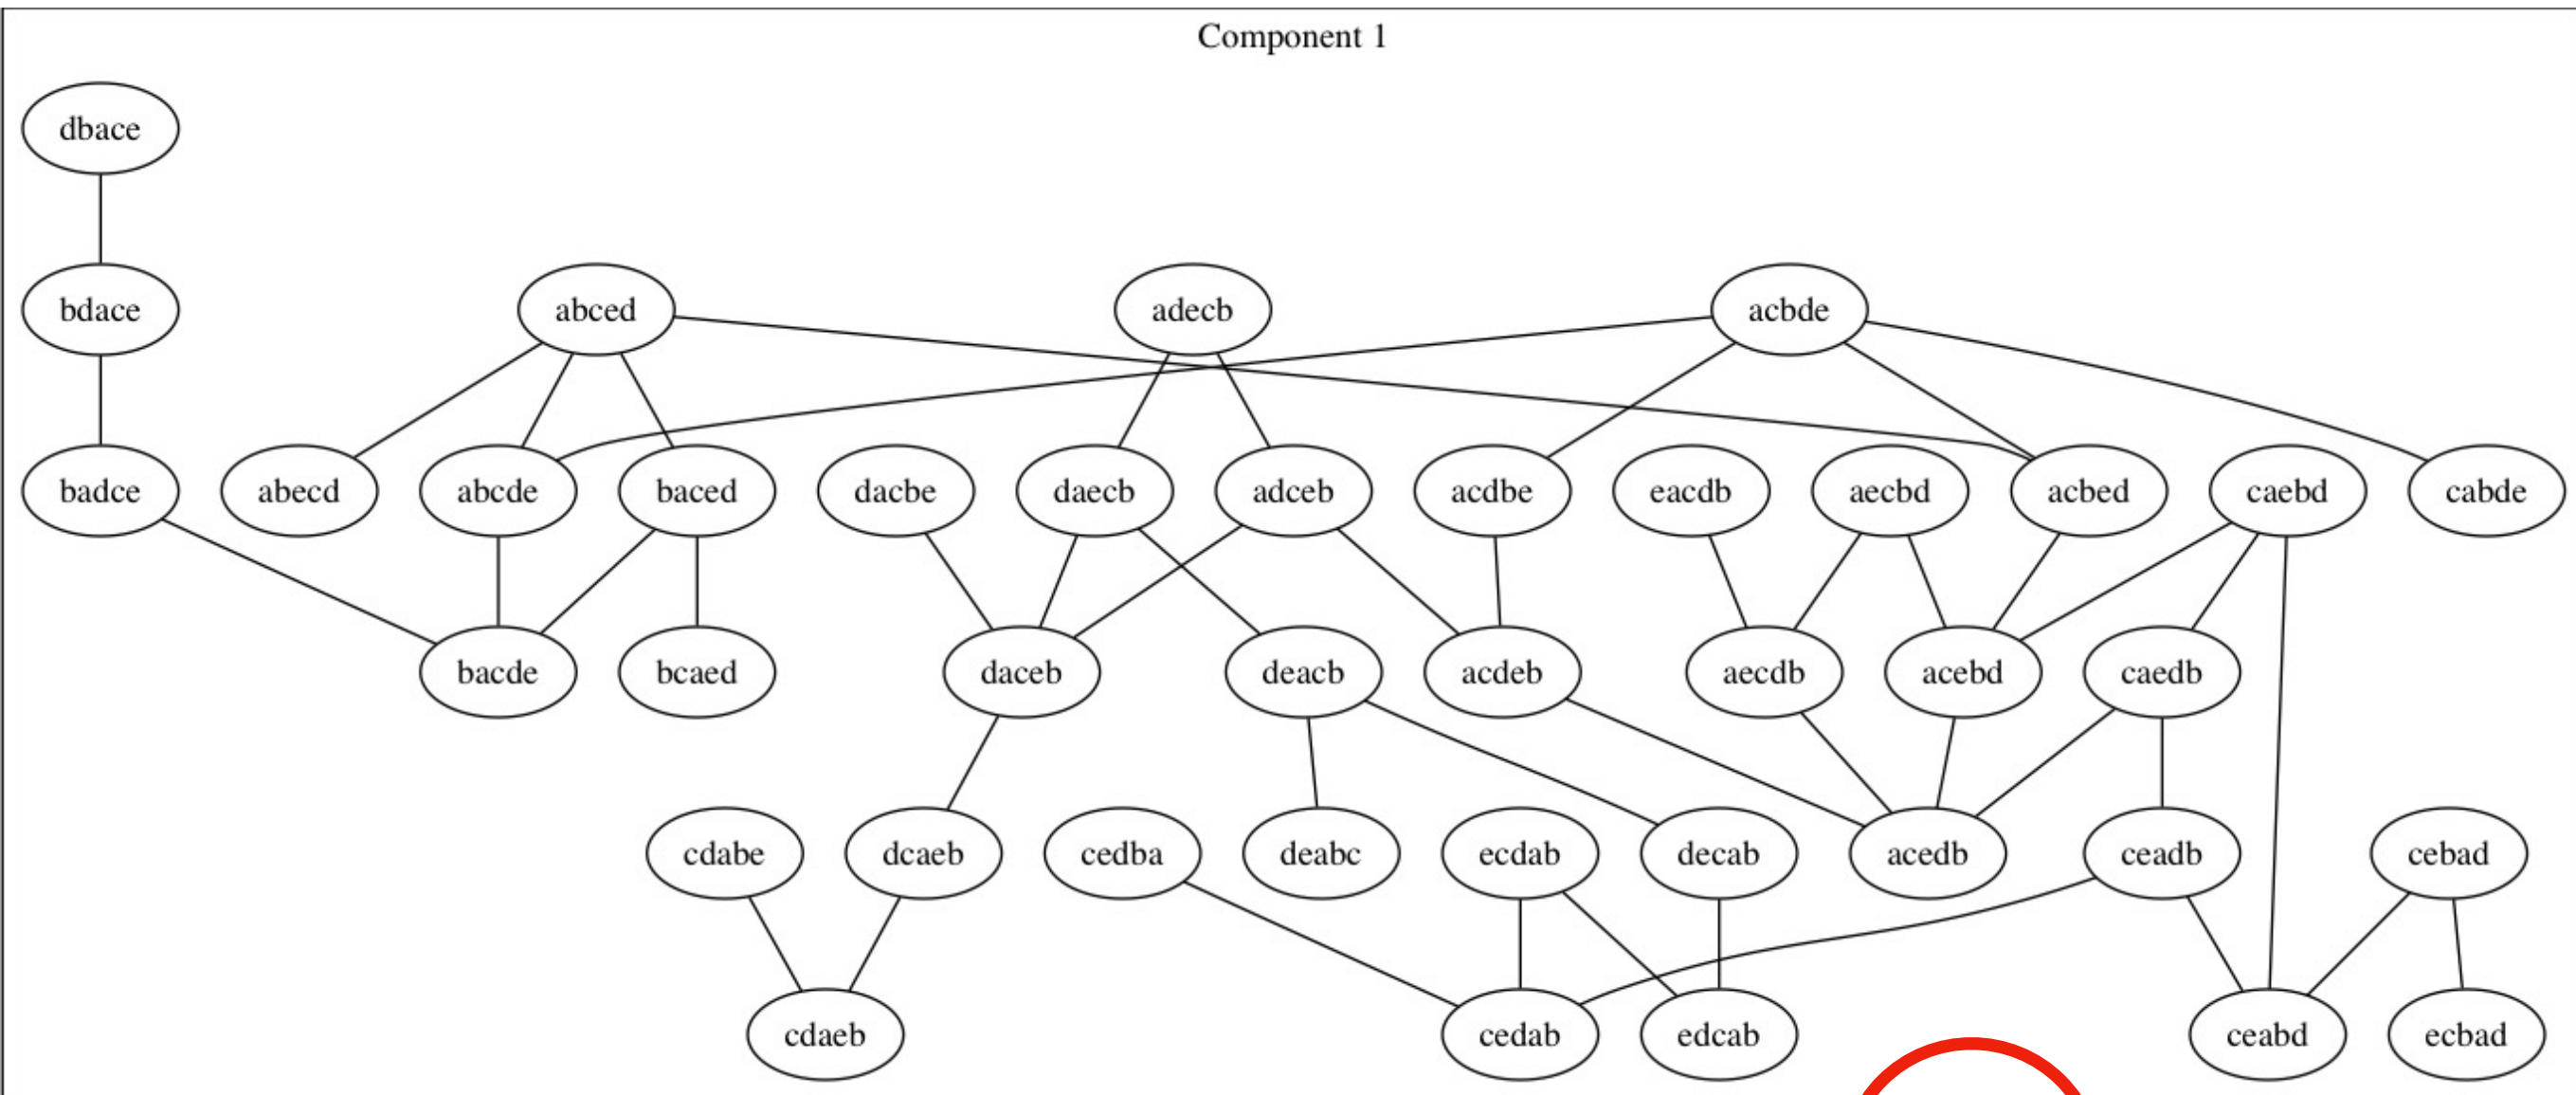 Component 1
dbace
bdace abced adecb acbde
badce abecd abcde baced dacbe daecb adceb acdbe eacdb aecbd acbed caebd cabde
bacde bcaed daceb deacb acdeb aecdb acebd caedb
cdabe dcaeb cedba deabc ecdab decab acedb ceadb cebad
cdaeb cedab edcab ceabd ecbad